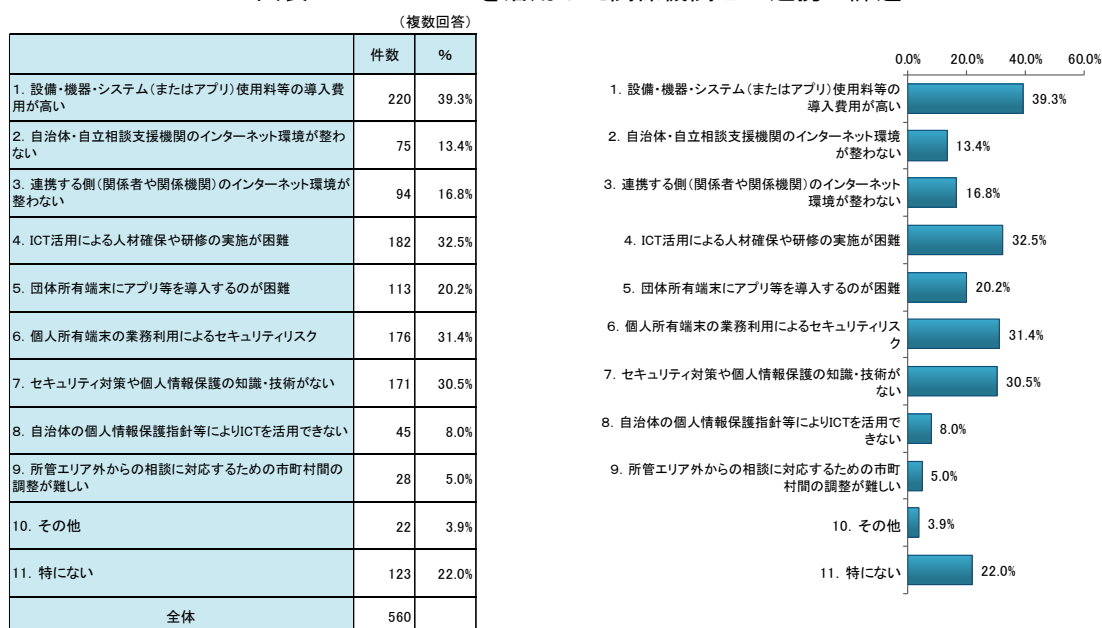 （複数回答）
件数 %
1. 設備・機器・システム（またはアプリ）使用料等の導入費
用が高い
220 39.3%
2. 自治体・自立相談支援機関のインターネット環境が整わ
ない
75 13.4%
3. 連携する側（関係者や関係機関）のインターネット環境が
整わない
94 16.8%
4. ICT活用による人材確保や研修の実施が困難
182 32.5%
5. 団体所有端末にアプリ等を導入するのが困難
113 20.2%
6. 個人所有端末の業務利用によるセキュリティリスク
176 31.4%
7. セキュリティ対策や個人情報保護の知識・技術がない
171 30.5%
8. 自治体の個人情報保護指針等によりICTを活用できない
45 8.0%
9. 所管エリア外からの相談に対応するための市町村間の
調整が難しい
28 5.0%
10. その他
22 3.9%
11. 特にない
123 22.0%
全体 560
0.0% 20.0% 40.0% 60.0%
1. 設備・機器・システム（またはアプリ）使用料等の
導入費用が高い
39.3%
2. 自治体・自立相談支援機関のインターネット環境
が整わない
13.4%
3. 連携する側（関係者や関係機関）のインターネット
環境が整わない
16.8%
4. ICT活用による人材確保や研修の実施が困難
32.5%
5. 団体所有端末にアプリ等を導入するのが困難
20.2%
6. 個人所有端末の業務利用によるセキュリティリス
ク
31.4%
7. セキュリティ対策や個人情報保護の知識・技術が
ない
30.5%
8. 自治体の個人情報保護指針等によりICTを活用で
きない
8.0%
9. 所管エリア外からの相談に対応するための市町
村間の調整が難しい
5.0%
10. その他
3.9%
11. 特にない
22.0%